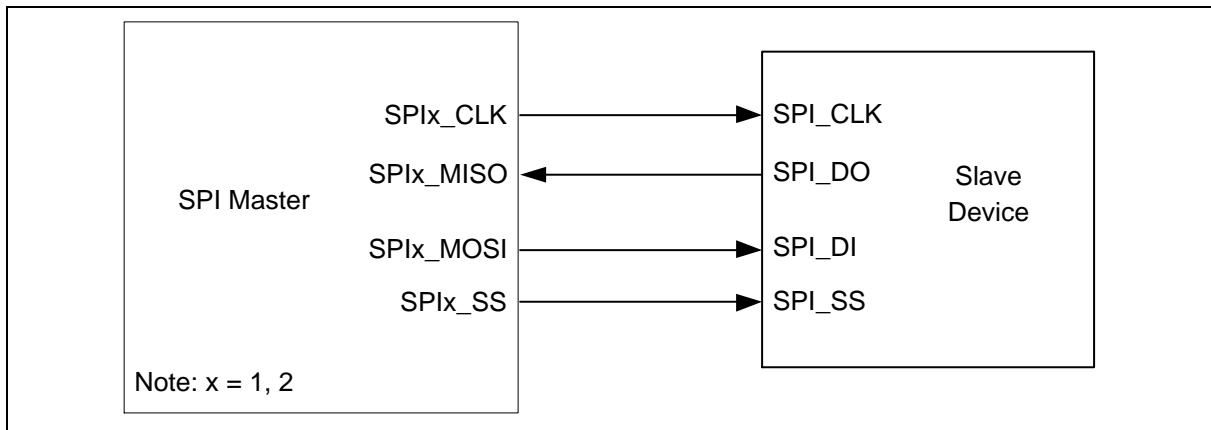 SPI Master
SPIx_CLK
SPIx_MISO
SPIx_MOSI
SPIx_SS
Note: x = 1, 2
SPI_CLK
SPI_DO
SPI_DI
SPI_SS
Slave
Device